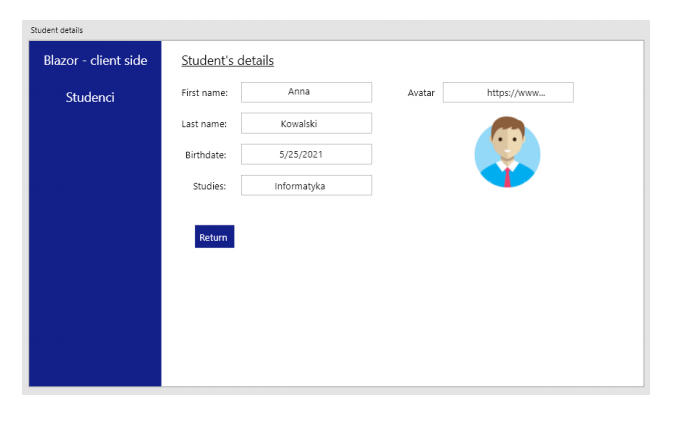 Student details
Blazor - client side
Studenci
Student's details
First name: Anna
Last name: Kowalski
Birthdate: 5/25/2021
Studies: Informatyka
Avatar https://www...
Return